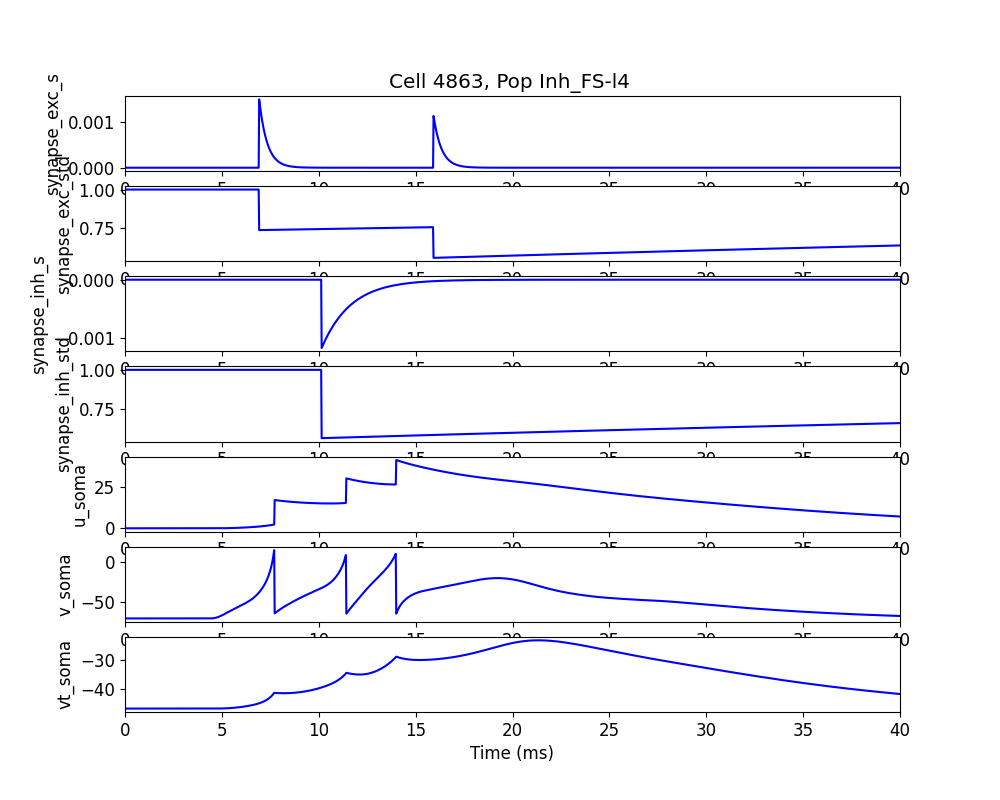 Cell 4863, Pop Inh_FS-l4
synapse_exc_s
0.001
0.000
synapse_exc_std
1.00
0.75
synapse_inh_s
0.000
0.001
synapse_inh_std
1.00
0.75
u_soma
25
0
v_soma
0
−50
vt_soma
−30
−40
0 5 10 15 20 25 30 35 40
Time (ms)